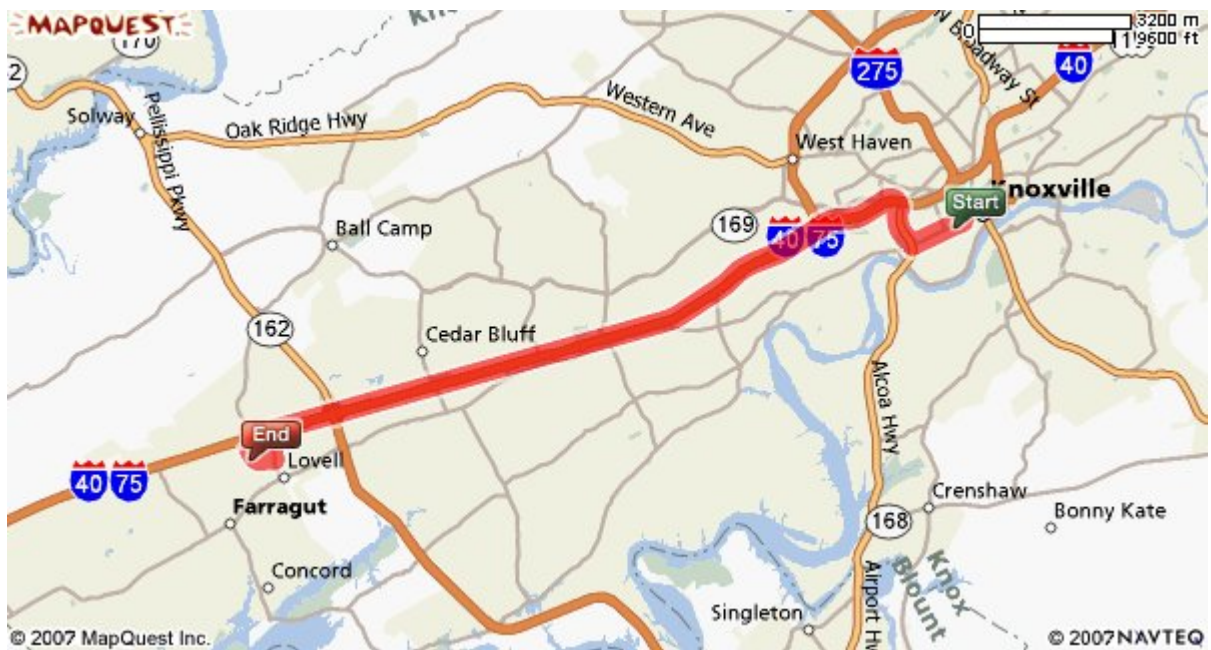 MAPQUEST
170
Knox
N Broadway St
3200 m
0
9600 ft
275
40
Solway
Pellissippi Pkwy
Oak Ridge Hwy
Western Ave
West Haven
Knoxville
Start
169
40 75
Ball Camp
162
Cedar Bluff
End
Lovell
40 75
Farragut
Concord
Alcoa Hwy
Crenshaw
168
Bonny Kate
Knox
Blount
Airport Hw
Singleton
© 2007 MapQuest Inc.
© 2007 NAVTEQ